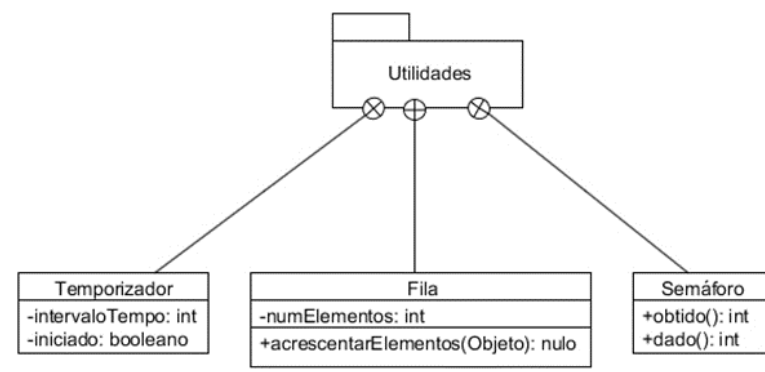 Utilidades
Temporizador
-intervaloTempo: int
-iniciado: booleano
Fila
-numElementos: int
+acrescentarElementos(Objeto): nulo
Semáforo
+obtido(): int
+dado(): int